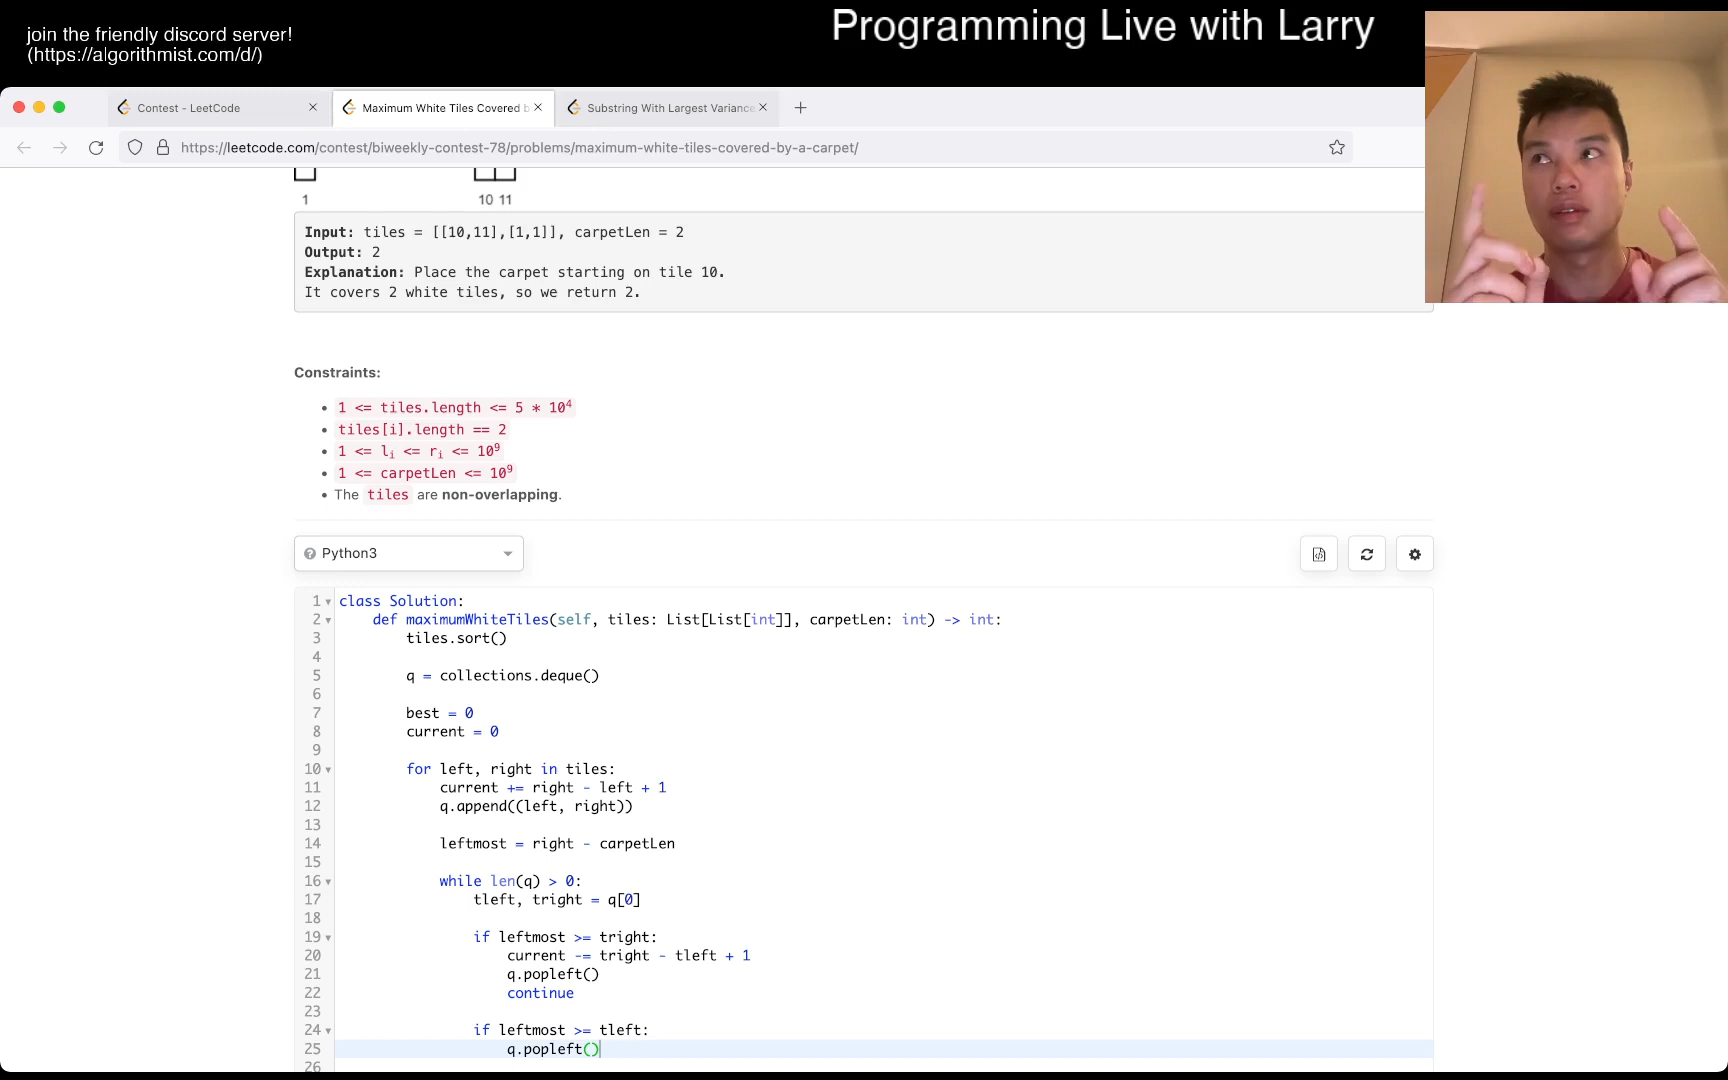 join the friendly discord server!
(https://algorithmist.com/d/)
Programming Live with Larry
Contest - LeetCode
Maximum White Tiles Covered b
Substring With Largest Variance
https://leetcode.com/contest/biweekly-contest-78/problems/maximum-white-tiles-covered-by-a-carpet/
1 10 11
Input: tiles = [[10,11],[1,1]], carpetLen = 2
Output: 2
Explanation: Place the carpet starting on tile 10.
It covers 2 white tiles, so we return 2.
Constraints:
• 1 <= tiles.length <= 5 * 10⁴
• tiles[i].length == 2
• 1 <= lᵢ <= rᵢ <= 10⁹
• 1 <= carpetLen <= 10⁹
• The tiles are non-overlapping.
Python3
1 class Solution:
2 def maximumWhiteTiles(self, tiles: List[List[int]], carpetLen: int) -> int:
3 tiles.sort()
4
5 q = collections.deque()
6
7 best = 0
8 current = 0
9
10 for left, right in tiles:
11 current += right - left + 1
12 q.append((left, right))
13
14 leftmost = right - carpetLen
15
16 while len(q) > 0:
17 tleft, tright = q[0]
18
19 if leftmost >= tright:
20 current -= tright - tleft + 1
21 q.popleft()
22 continue
23
24 if leftmost >= tleft:
25 q.popleft()
26